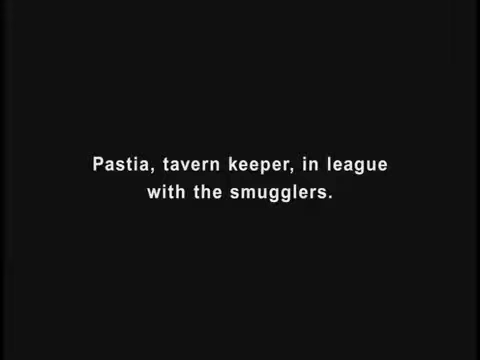 Pastia, tavern keeper, in league
with the smugglers.